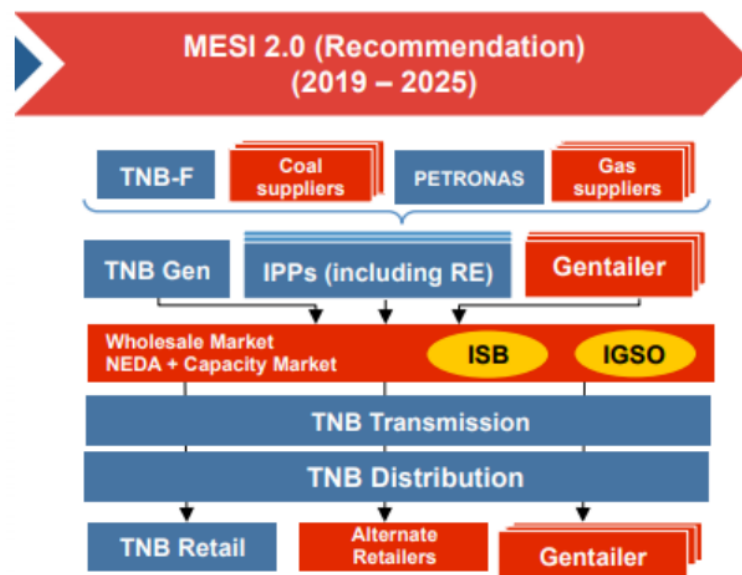 MESI 2.0 (Recommendation)
(2019 – 2025)
TNB-F
Coal
suppliers
PETRONAS
Gas
suppliers
TNB Gen
IPPs (including RE)
Gentailer
Wholesale Market
NEDA + Capacity Market
ISB
IGSO
TNB Transmission
TNB Distribution
TNB Retail
Alternate
Retailers
Gentailer